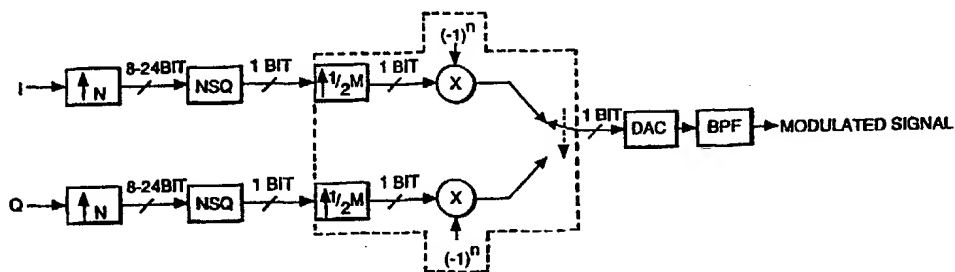 (-1)ⁿ
8-24BIT 1 BIT 1 BIT
I ↑N NSQ ↑1/2M X
1 BIT
DAC BPF MODULATED SIGNAL
8-24BIT 1 BIT 1 BIT
Q ↑N NSQ ↑1/2M X
(-1)ⁿ